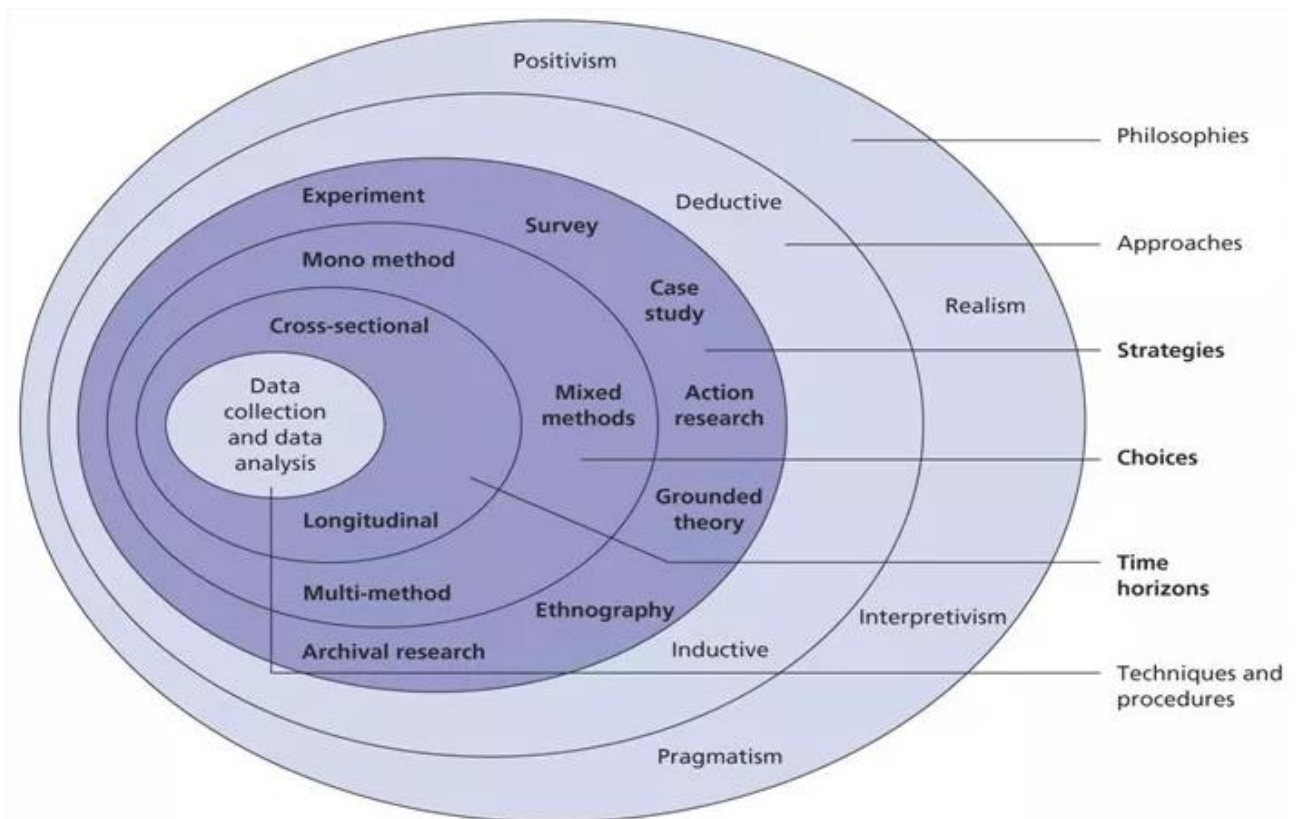 Positivism
Philosophies
Experiment
Deductive
Survey
Approaches
Mono method
Case
study
Realism
Cross-sectional
Strategies
Data
collection
and data
analysis
Mixed
methods
Action
research
Choices
Grounded
theory
Longitudinal
Time
horizons
Multi-method
Ethnography
Interpretivism
Archival research
Inductive
Techniques and
procedures
Pragmatism